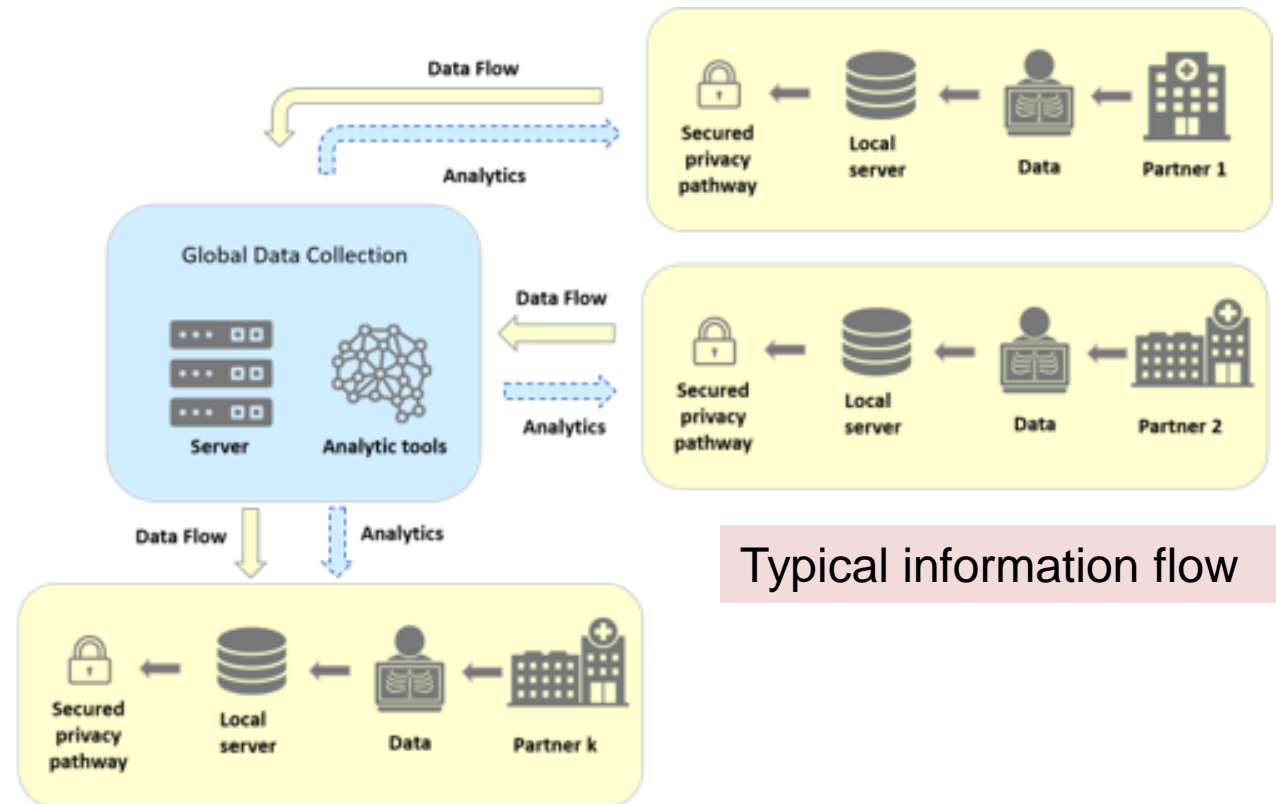 Data Flow
Analytics
Secured
privacy
pathway
Local
server
Data
Partner 1
Global Data Collection
Server
Analytic tools
Data Flow
Analytics
Secured
privacy
pathway
Local
server
Data
Partner 2
Data Flow
Analytics
Typical information flow
Secured
privacy
pathway
Local
server
Data
Partner k